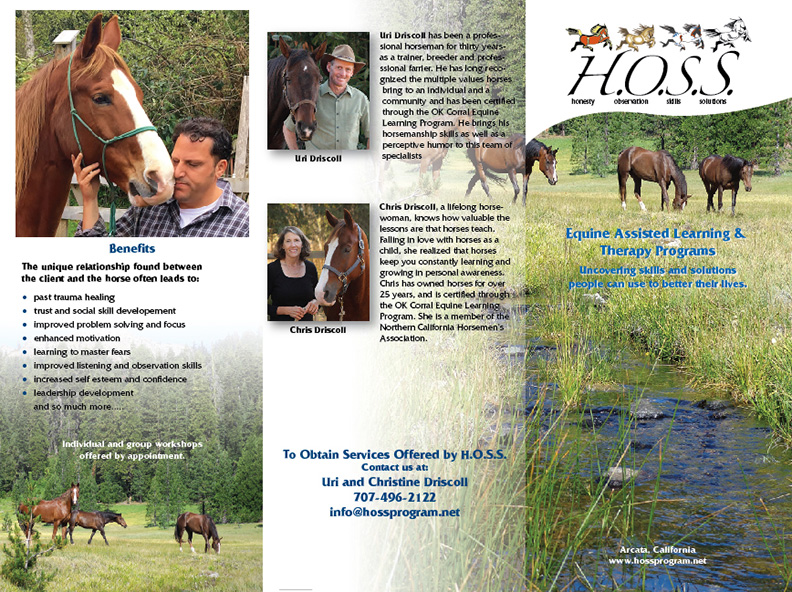 Benefits
The unique relationship found between
the client and the horse often leads to:
• past trauma healing
• trust and social skill developement
• improved problem solving and focus
• enhanced motivation
• learning to master fears
• improved listening and observation skills
• increased self esteem and confidence
• leadership development
and so much more.....
Individual and group workshops
offered by appointment.
Uri Driscoll
Uri Driscoll has been a profes-
sional horseman for thirty years-
as a trainer, breeder and profes-
sional farrier. He has long reco-
gnized the multiple values horses
bring to an individual and a
community and has been certified
through the OK Corral Equine
Learning Program. He brings his
horsemanship skills as well as a
perceptive humor to this team of
specialists
Chris Driscoll
Chris Driscoll, a lifelong horse-
woman, knows how valuable the
lessons are that horses teach.
Falling in love with horses as a
child, she realized that horses
keep you constantly learning and
growing in personal awareness.
Chris has owned horses for over
25 years, and is certified through
the OK Corral Equine Learning
Program. She is a member of the
Northern California Horsemen's
Association.
To Obtain Services Offered by H.O.S.S.
Contact us at:
Uri and Christine Driscoll
707-496-2122
info@hossprogram.net
H.O.S.S.
honesty observation skills solutions
Equine Assisted Learning &
Therapy Programs
Uncovering skills and solutions
people can use to better their lives.
Arcata, California
www.hossprogram.net